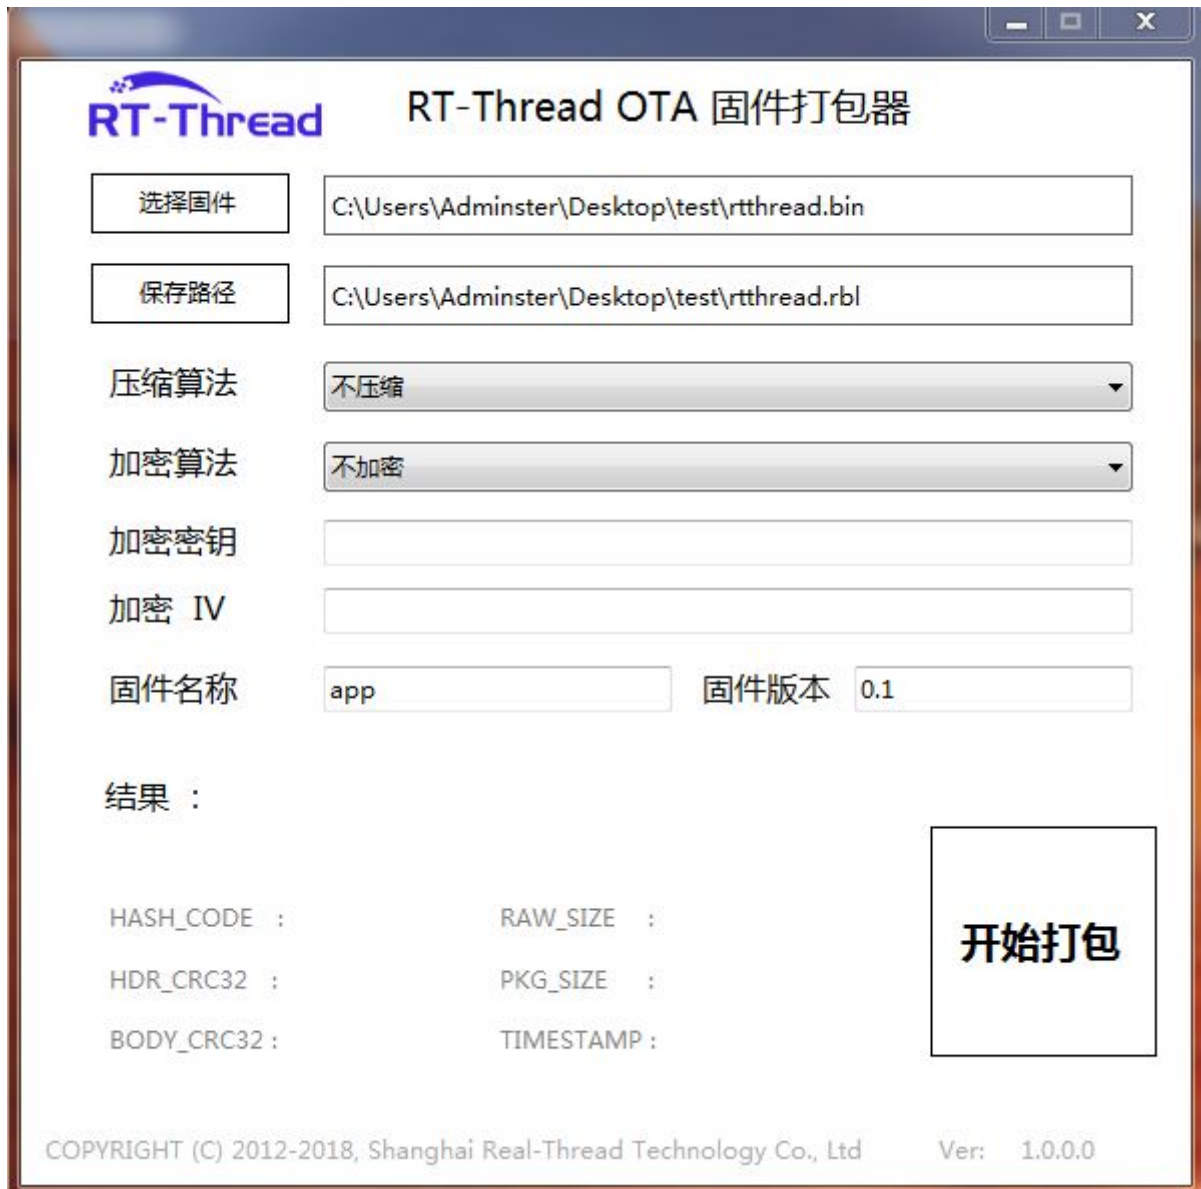 RT-Thread
RT-Thread OTA 固件打包器
选择固件 C:\Users\Adminster\Desktop\test\rtthread.bin
保存路径 C:\Users\Adminster\Desktop\test\rtthread.rbl
压缩算法 不压缩
加密算法 不加密
加密密钥
加密 IV
固件名称 app 固件版本 0.1
结果 :
HASH_CODE : RAW_SIZE :
HDR_CRC32 : PKG_SIZE :
BODY_CRC32 : TIMESTAMP :
开始打包
COPYRIGHT (C) 2012-2018, Shanghai Real-Thread Technology Co., Ltd Ver: 1.0.0.0